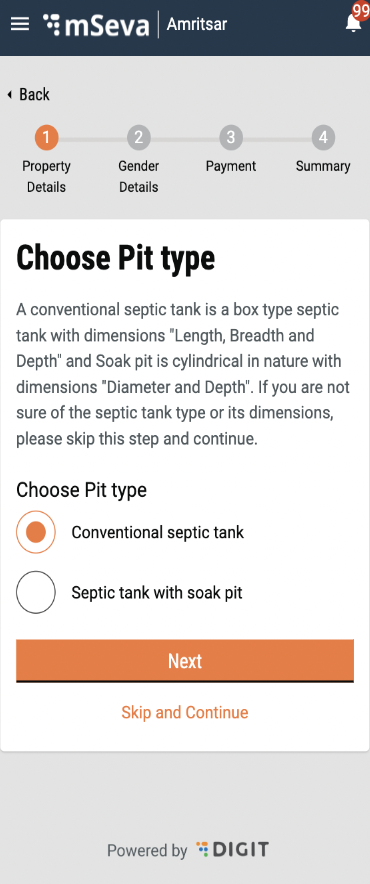 mSeva Amritsar 99
Back
1 2 3 4
Property Gender Payment Summary
Details Details
Choose Pit type
A conventional septic tank is a box type septic
tank with dimensions "Length, Breadth and
Depth" and Soak pit is cylindrical in nature with
dimensions "Diameter and Depth". If you are not
sure of the septic tank type or its dimensions,
please skip this step and continue.
Choose Pit type
Conventional septic tank
Septic tank with soak pit
Next
Skip and Continue
Powered by DIGIT